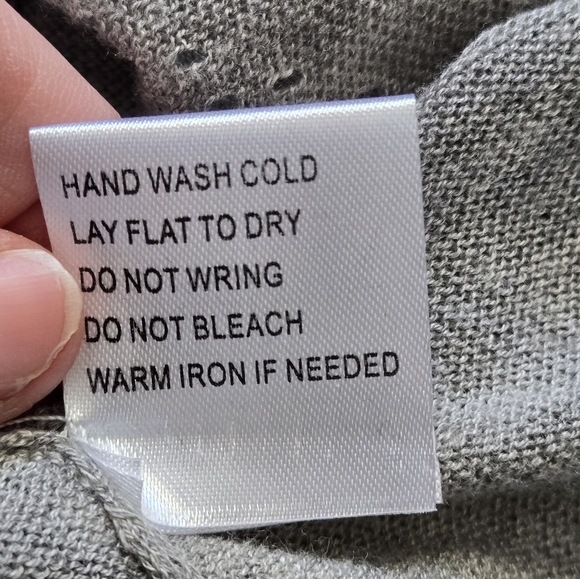 HAND WASH COLD
LAY FLAT TO DRY
DO NOT WRING
DO NOT BLEACH
WARM IRON IF NEEDED